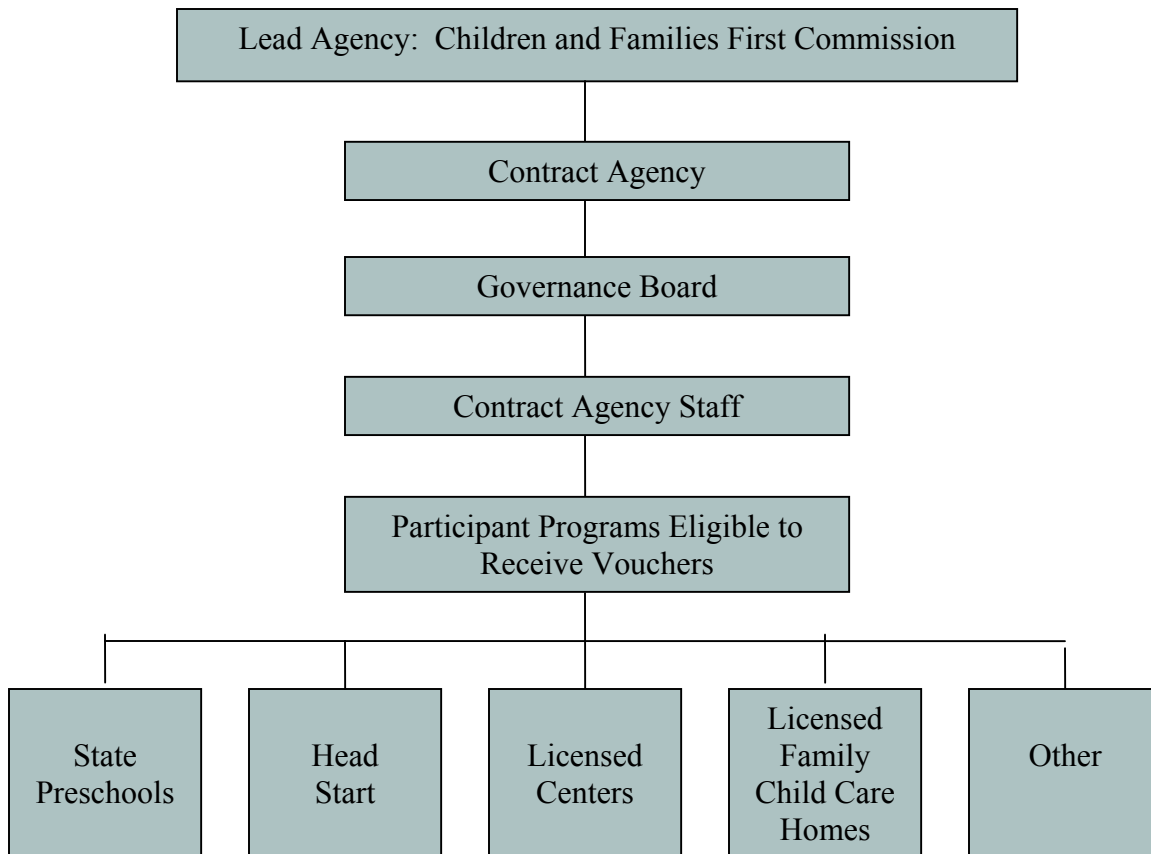 Lead Agency:  Children and Families First Commission
Contract Agency
Governance Board
Contract Agency Staff
Participant Programs Eligible to
Receive Vouchers
State
Preschools
Head
Start
Licensed
Centers
Licensed
Family
Child Care
Homes
Other